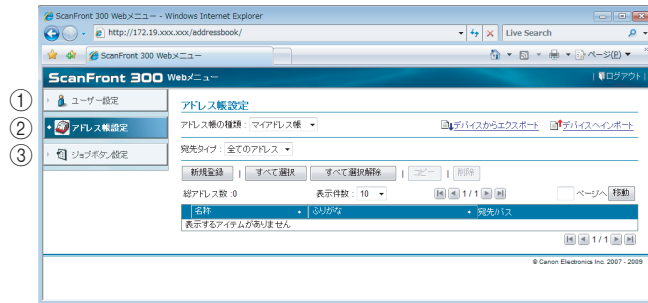 ScanFront 300 Webメニュー - Windows Internet Explorer
http://172.19.xxx.xxx/addressbook/
Live Search
ScanFront 300 Webメニュー
ページ(P)
ScanFront 300 Webメニュー
ログアウト
① ユーザー設定
② アドレス帳設定
③ ジョブボタン設定
アドレス帳設定
アドレス帳の種類: マイアドレス帳
デバイスからエクスポート デバイスへインポート
宛先タイプ: 全てのアドレス
新規登録 | すべて選択 すべて選択解除 | コピー | 削除
総アドレス数 :0 表示件数: 10 1 / 1 ページへ 移動
名称 ふりがな 宛先パス
表示するアイテムがありません
1 / 1
© Canon Electronics Inc. 2007 - 2009